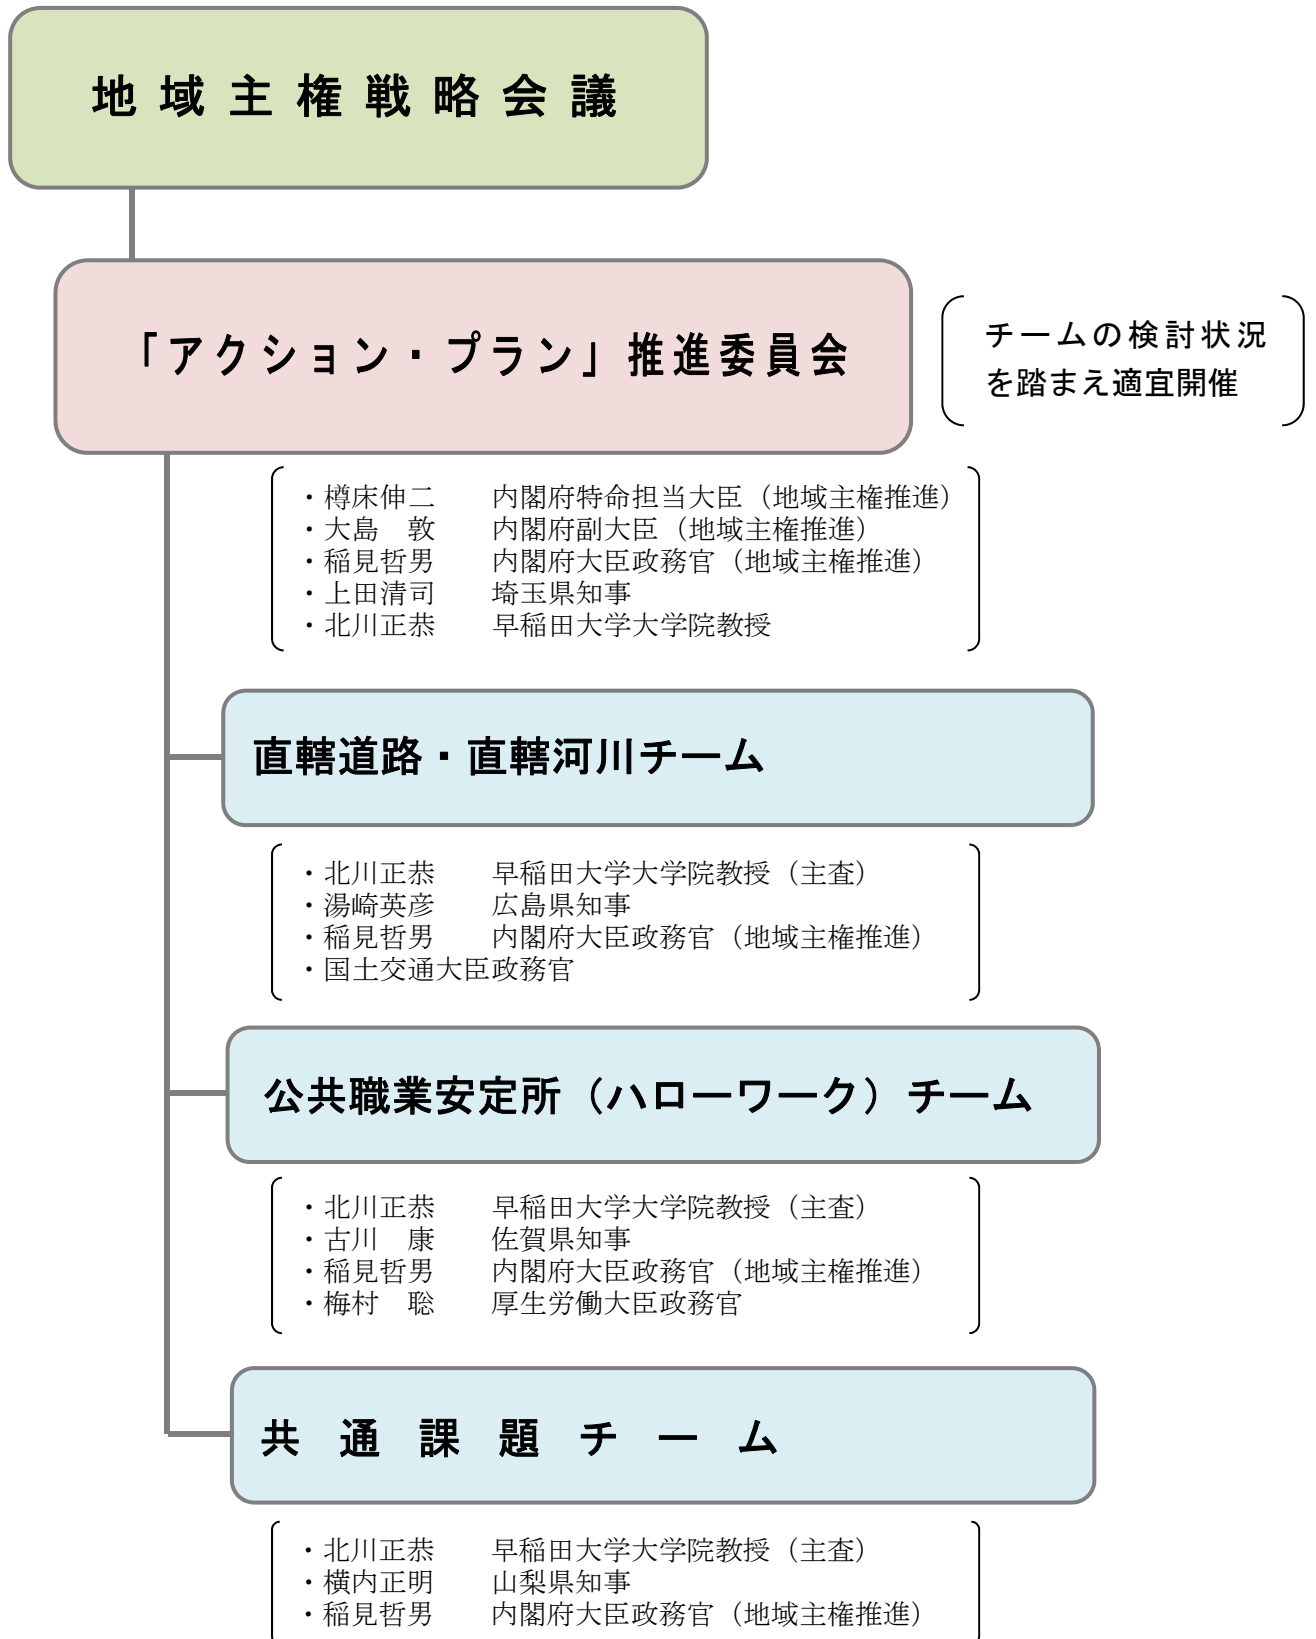 地域主権戦略会議
「アクション・プラン」推進委員会
チームの検討状況
を踏まえ適宜開催
・樽床伸二　　内閣府特命担当大臣（地域主権推進）
・大島　敦　　内閣府副大臣（地域主権推進）
・稲見哲男　　内閣府大臣政務官（地域主権推進）
・上田清司　　埼玉県知事
・北川正恭　　早稲田大学大学院教授
直轄道路・直轄河川チーム
・北川正恭　　早稲田大学大学院教授（主査）
・湯崎英彦　　広島県知事
・稲見哲男　　内閣府大臣政務官（地域主権推進）
・国土交通大臣政務官
公共職業安定所（ハローワーク）チーム
・北川正恭　　早稲田大学大学院教授（主査）
・古川　康　　佐賀県知事
・稲見哲男　　内閣府大臣政務官（地域主権推進）
・梅村　聡　　厚生労働大臣政務官
共通課題チーム
・北川正恭　　早稲田大学大学院教授（主査）
・横内正明　　山梨県知事
・稲見哲男　　内閣府大臣政務官（地域主権推進）